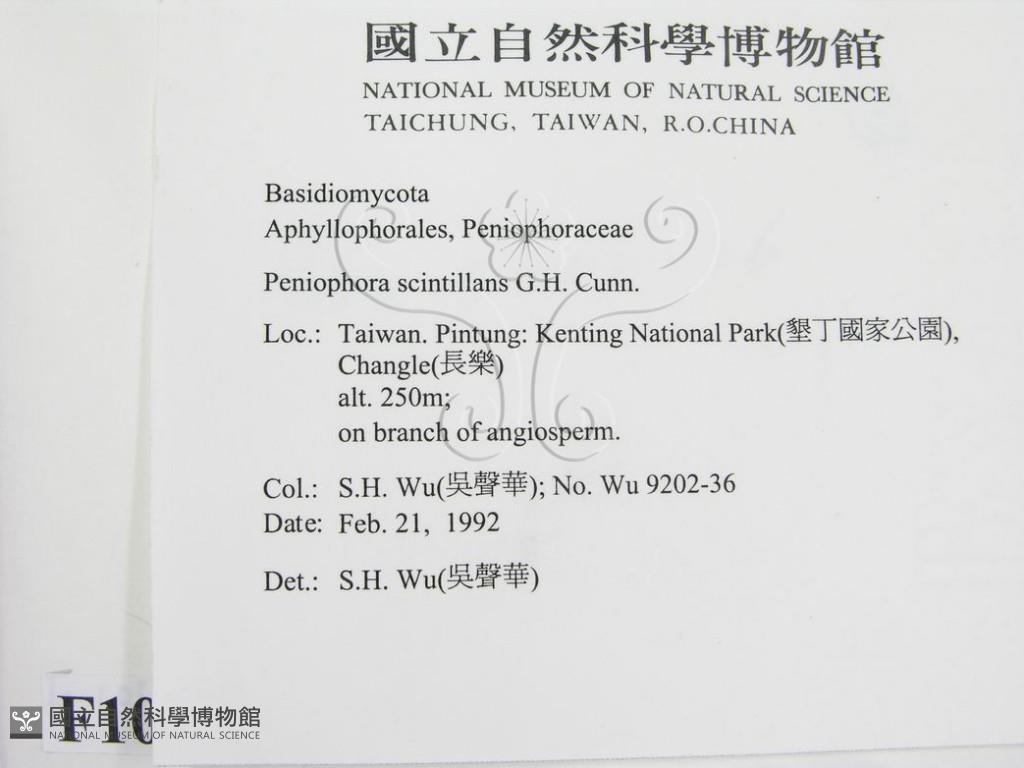 國立自然科學博物館
NATIONAL MUSEUM OF NATURAL SCIENCE
TAICHUNG, TAIWAN, R.O.CHINA
Basidiomycota
Aphyllophorales, Peniophoraceae
Peniophora scintillans G.H. Cunn.
Loc.: Taiwan. Pintung: Kenting National Park(墾丁國家公園),
Changle(長樂)
alt. 250m;
on branch of angiosperm.
Col.: S.H. Wu(吳聲華); No. Wu 9202-36
Date: Feb. 21, 1992
Det.: S.H. Wu(吳聲華)
F10
國立自然科學博物館
NATIONAL MUSEUM OF NATURAL SCIENCE